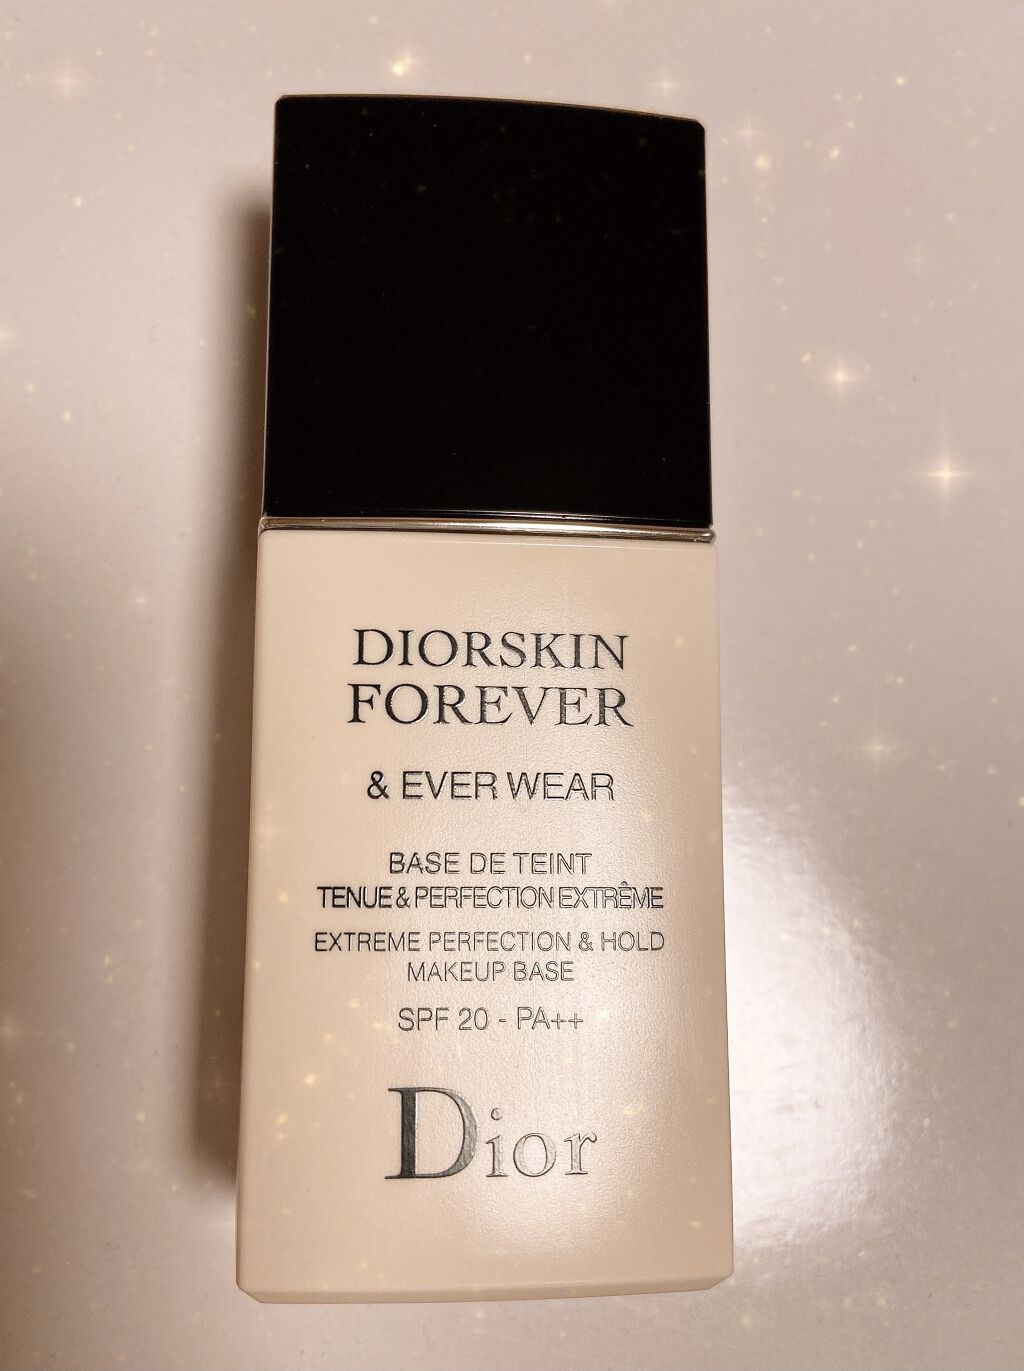 DIORSKIN
FOREVER
& EVER WEAR
BASE DE TEINT
TENUE & PERFECTION EXTRÊME
EXTREME PERFECTION & HOLD
MAKEUP BASE
SPF 20 - PA++
Dior